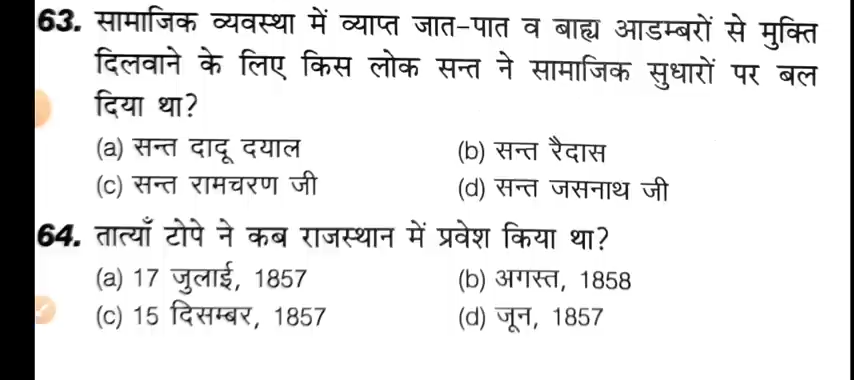 63. सामाजिक व्यवस्था में व्याप्त जात-पात व बाह्य आडम्बरों से मुक्ति
दिलवाने के लिए किस लोक सन्त ने सामाजिक सुधारों पर बल
दिया था?
(a) सन्त दादू दयाल (b) सन्त रैदास
(c) सन्त रामचरण जी (d) सन्त जसनाथ जी
64. तात्याँ टोपे ने कब राजस्थान में प्रवेश किया था?
(a) 17 जुलाई, 1857 (b) अगस्त, 1858
(c) 15 दिसम्बर, 1857 (d) जून, 1857